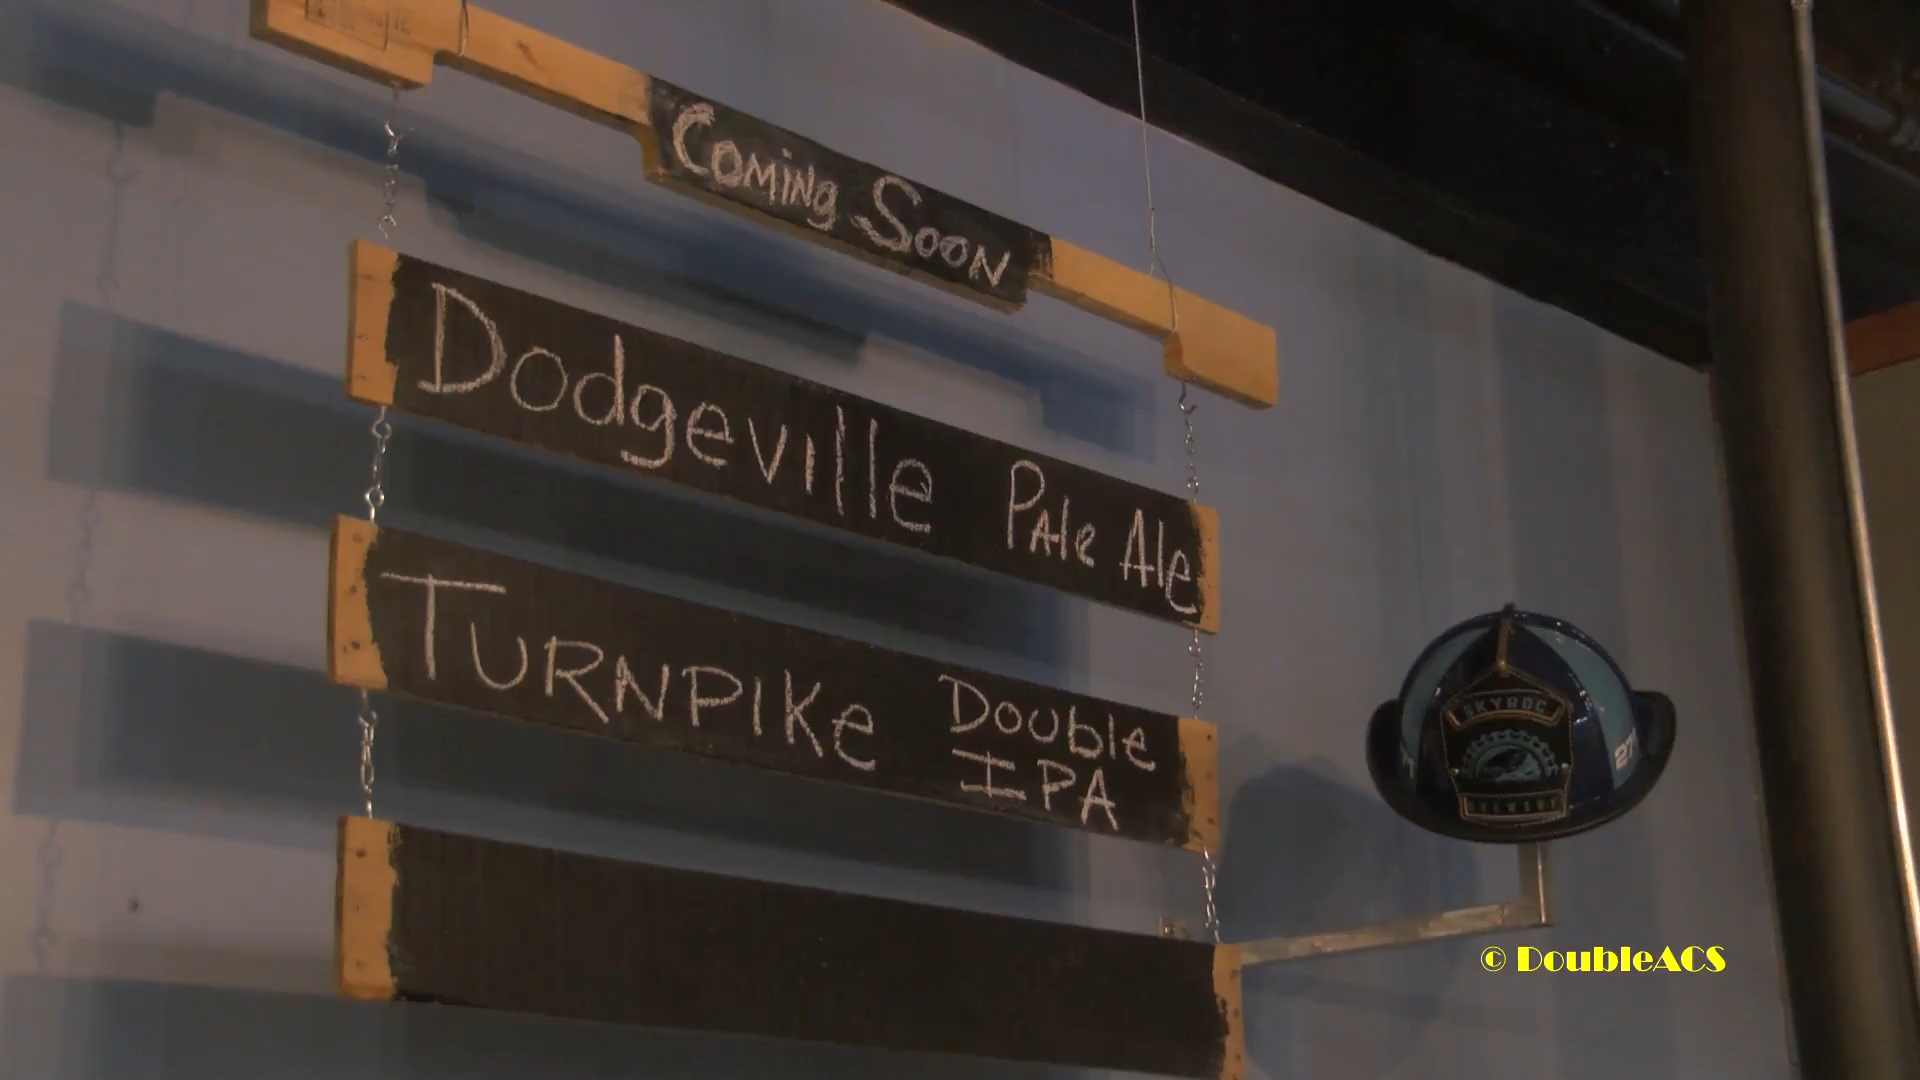 Coming Soon
Dodgeville Pale Ale
TURNPIKE Double
IPA
SKYROC
BREWERY
27
© DoubleACS